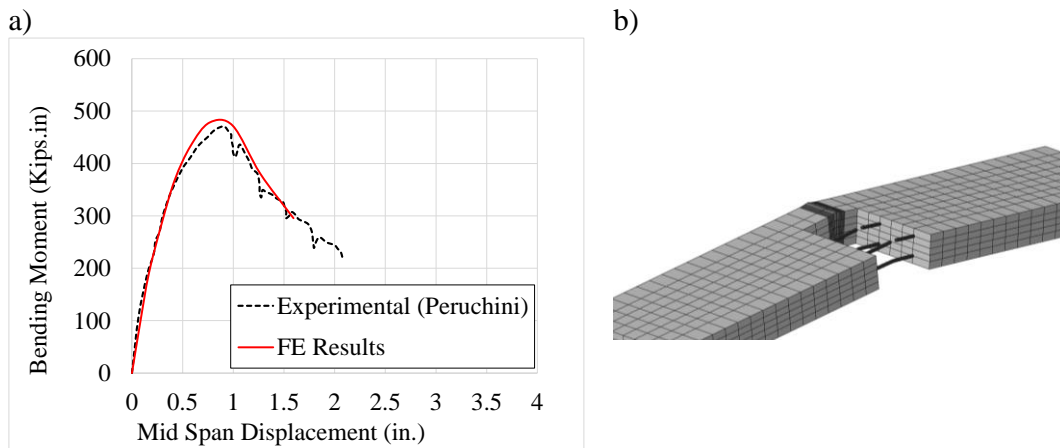 a)
b)
Bending Moment (Kips.in)
600
500
400
300
200
100
0
Experimental (Peruchini)
FE Results
0 0.5 1 1.5 2 2.5 3 3.5 4
Mid Span Displacement (in.)